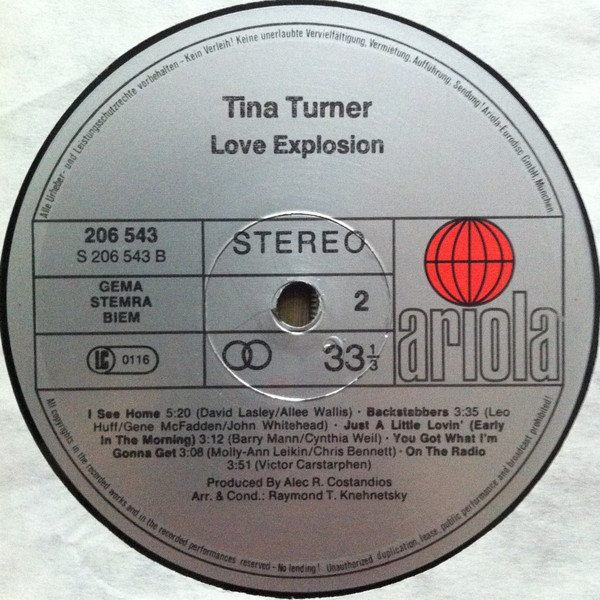 Alle Urheber- und Leistungsschutzrechte vorbehalten - Kein Verleih! Keine unerlaubte Vervielfältigung, Vermietung, Aufführung, Sendung! Ariola-Eurodisc GmbH, München
Tina Turner
Love Explosion
206 543
S 206 543 B
STEREO
GEMA
STEMRA
BIEM
2
LC 0116
33 1/3
ariola
I See Home 5:20 (David Lasley/Allee Wallis) · Backstabbers 3:35 (Leo
Huff/Gene McFadden/John Whitehead) · Just A Little Lovin' (Early
In The Morning) 3:12 (Barry Mann/Cynthia Weil) · You Got What I'm
Gonna Get 3:08 (Molly-Ann Leikin/Chris Bennett) · On The Radio
3:51 (Victor Carstarphen)
Produced By Alec R. Costandios
Arr. & Cond.: Raymond T. Knehnetsky
All copyrights in the recorded works and in the recorded performances reserved - No lending! Unauthorized duplication, lease, public performance and broadcast prohibited!